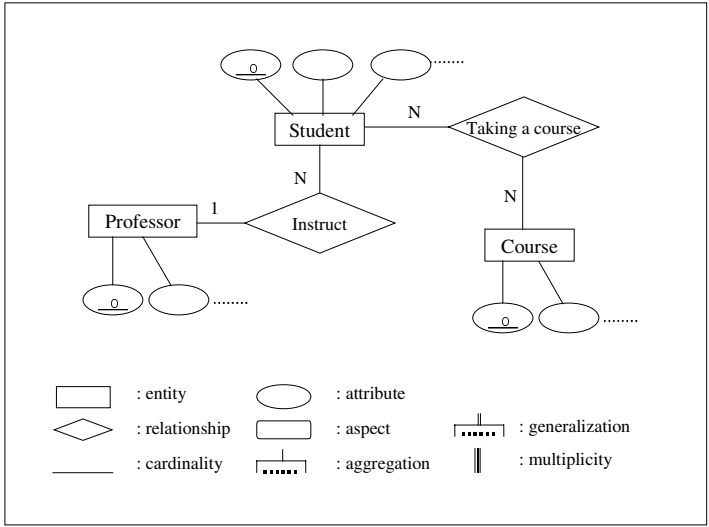 O
........
Student
N
Taking a course
N
N
Professor
1
Instruct
Course
O
........
O
........
: entity
: attribute
: relationship
: aspect
: generalization
: cardinality
: aggregation
: multiplicity